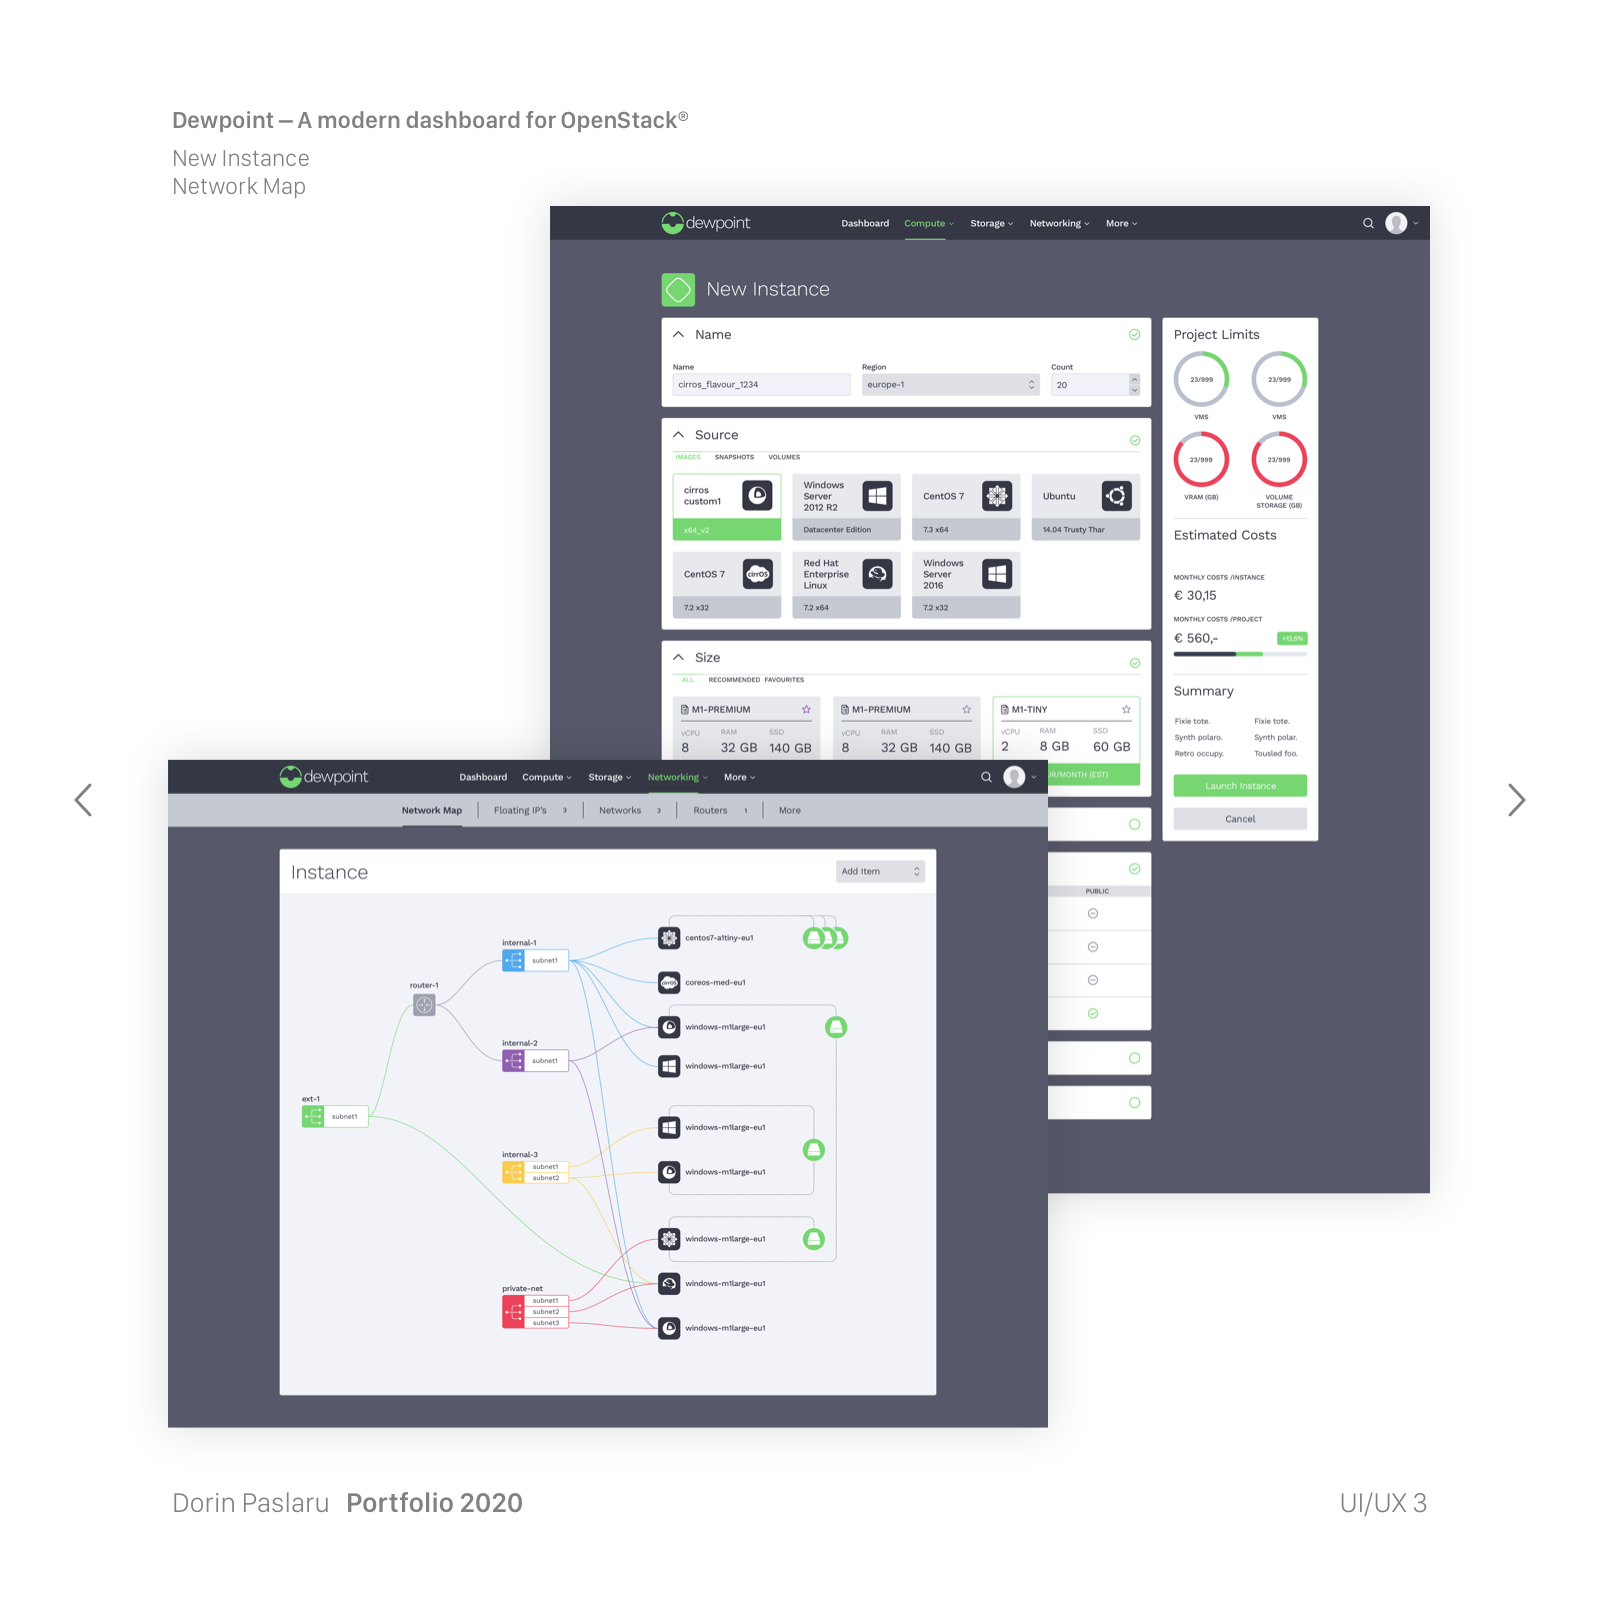 Dewpoint – A modern dashboard for OpenStack®
New Instance
Network Map
dewpoint
Dashboard Compute Storage Networking More
New Instance
Name
Name Region Count
cirros_flavour_1234 europe-1 20
Source
IMAGES SNAPSHOTS VOLUMES
cirros
custom1
x64_v2
Windows
Server
2012 R2
Datacenter Edition
CentOS 7
7.3 x64
Ubuntu
14.04 Trusty Thar
CentOS 7
cirrOS
7.2 x32
Red Hat
Enterprise
Linux
7.2 x64
Windows
Server
2016
7.2 x32
Size
ALL RECOMMENDED FAVOURITES
M1-PREMIUM
vCPU RAM SSD
8 32 GB 140 GB
M1-PREMIUM
vCPU RAM SSD
8 32 GB 140 GB
M1-TINY
vCPU RAM SSD
2 8 GB 60 GB
UR/MONTH (EST)
PUBLIC
Project Limits
23/999 23/999
VMS VMS
23/999 23/999
VRAM (GB) VOLUME
STORAGE (GB)
Estimated Costs
MONTHLY COSTS /INSTANCE
€ 30,15
MONTHLY COSTS /PROJECT
€ 560,- +13,5%
Summary
Fixie tote. Fixie tote.
Synth polaro. Synth polar.
Retro occupy. Tousled foo.
Launch Instance
Cancel
dewpoint
Dashboard Compute Storage Networking More
Network Map Floating IP's 3 Networks 3 Routers 1 More
Instance
Add Item
ext-1
subnet1
router-1
internal-1
subnet1
internal-2
subnet1
internal-3
subnet1
subnet2
private-net
subnet1
subnet2
subnet3
centos7-a1tiny-eu1
cirrOS
coreos-med-eu1
windows-m1large-eu1
windows-m1large-eu1
windows-m1large-eu1
windows-m1large-eu1
windows-m1large-eu1
windows-m1large-eu1
windows-m1large-eu1
Dorin Paslaru Portfolio 2020
UI/UX 3